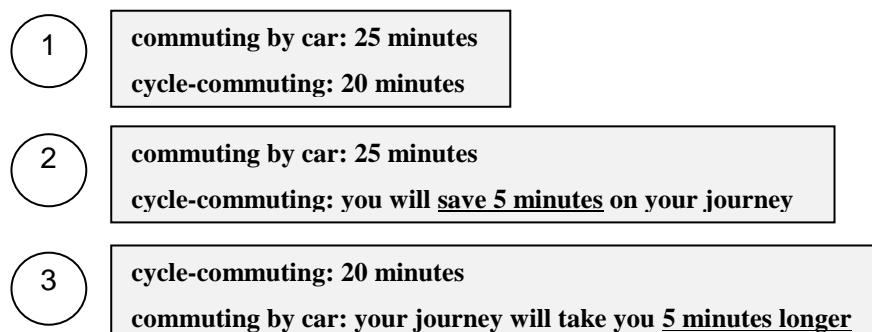 1
commuting by car: 25 minutes
cycle-commuting: 20 minutes
2
commuting by car: 25 minutes
cycle-commuting: you will save 5 minutes on your journey
3
cycle-commuting: 20 minutes
commuting by car: your journey will take you 5 minutes longer